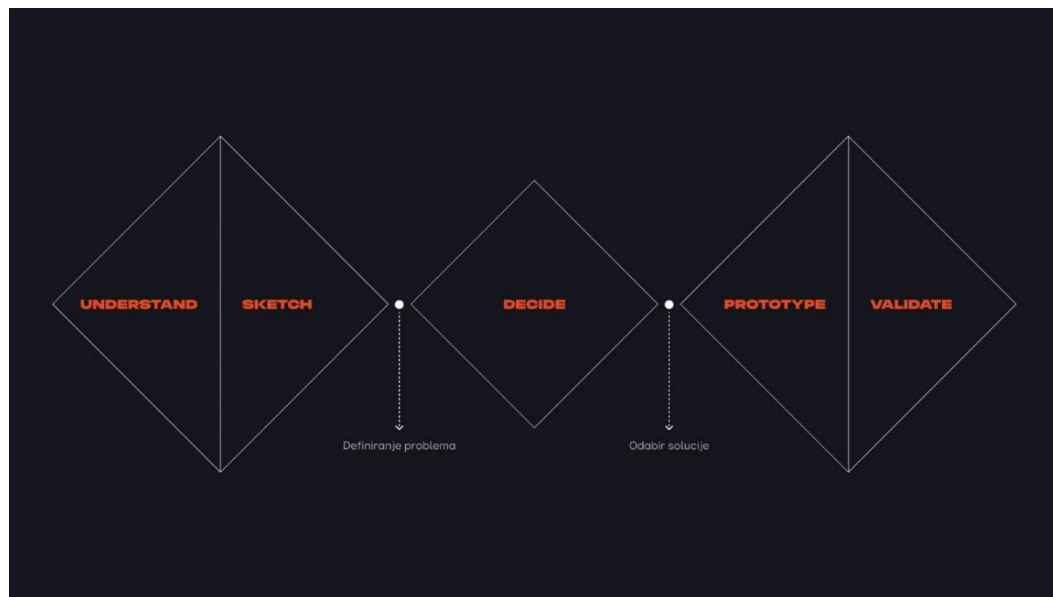 UNDERSTAND
SKETCH
DECIDE
PROTOTYPE
VALIDATE
Definiranje problema
Odabir solucije